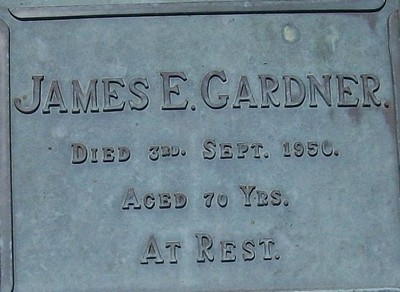 JAMES E. GARDNER.
DIED 3RD. SEPT. 1950.
AGED 70 YRS.
AT REST.